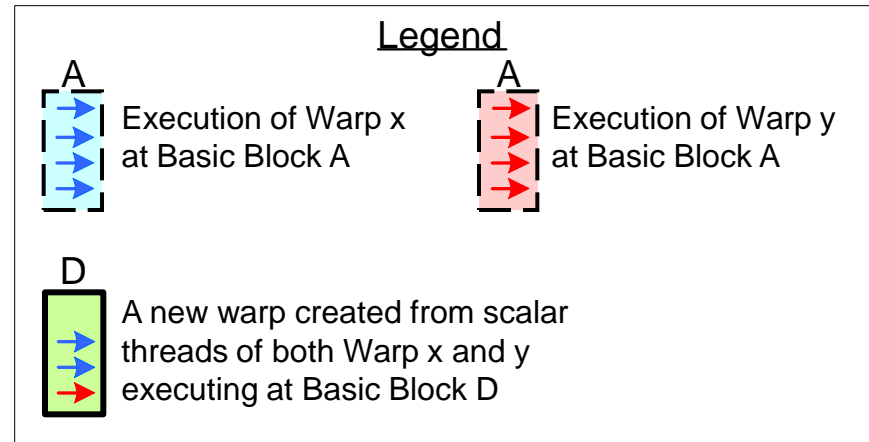 Legend
A
Execution of Warp x
at Basic Block A
A
Execution of Warp y
at Basic Block A
D
A new warp created from scalar
threads of both Warp x and y
executing at Basic Block D